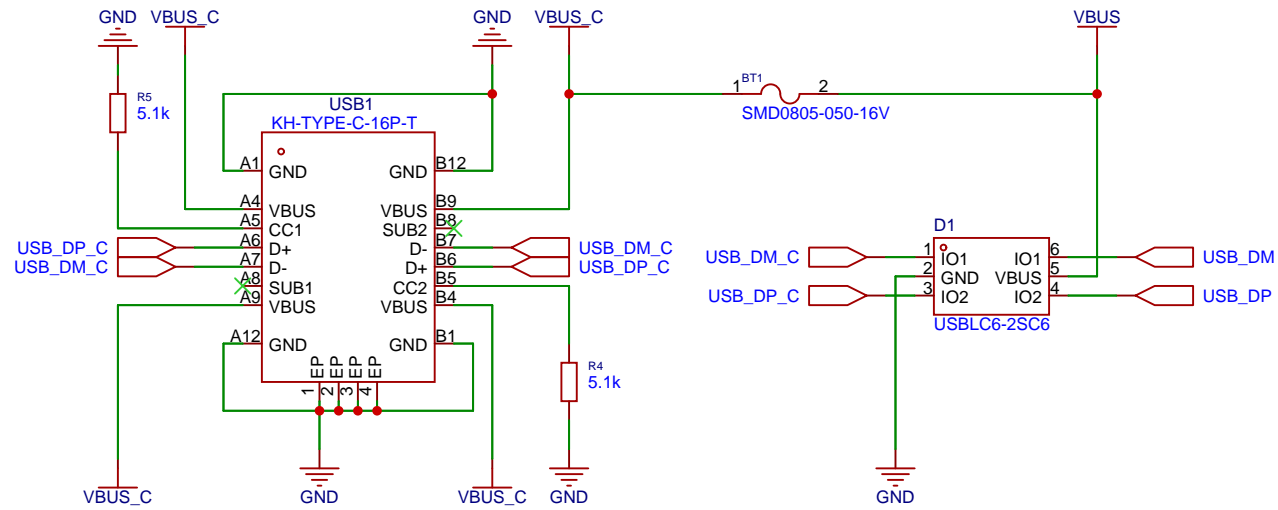 GND VBUS_C GND VBUS_C VBUS
R5
5.1k
USB1
KH-TYPE-C-16P-T
BT1
1 2
SMD0805-050-16V
A1 GND GND B12
A4 VBUS VBUS B9
A5 CC1 SUB2 B8
USB_DP_C A6 D+ D- B7 USB_DM_C
USB_DM_C A7 D- D+ B6 USB_DP_C
A8 SUB1 CC2 B5
A9 VBUS VBUS B4
A12 GND GND B1
EP EP EP EP
1 2 3 4
R4
5.1k
D1
USB_DM_C 1 IO1 IO1 6 USB_DM
2 GND VBUS 5
USB_DP_C 3 IO2 IO2 4 USB_DP
USBLC6-2SC6
VBUS_C GND VBUS_C GND GND